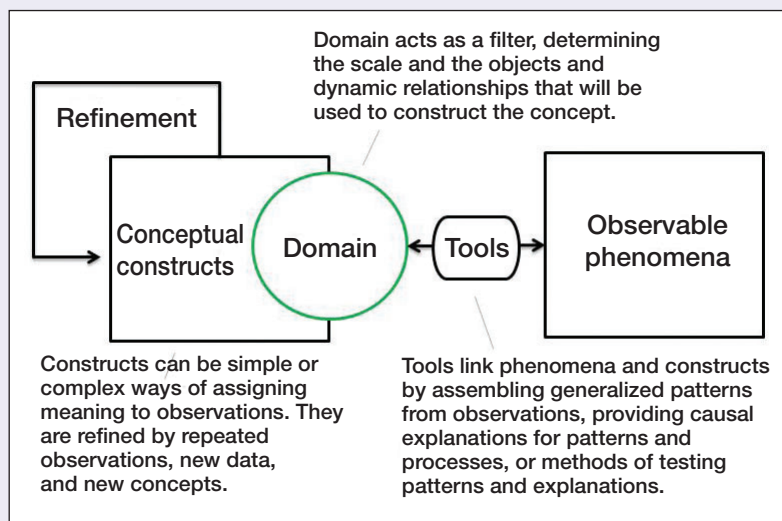 Domain acts as a filter, determining
the scale and the objects and
dynamic relationships that will be
used to construct the concept.
Refinement
Conceptual
constructs
Domain
Tools
Observable
phenomena
Constructs can be simple or
complex ways of assigning
meaning to observations. They
are refined by repeated
observations, new data,
and new concepts.
Tools link phenomena and constructs
by assembling generalized patterns
from observations, providing causal
explanations for patterns and
processes, or methods of testing
patterns and explanations.